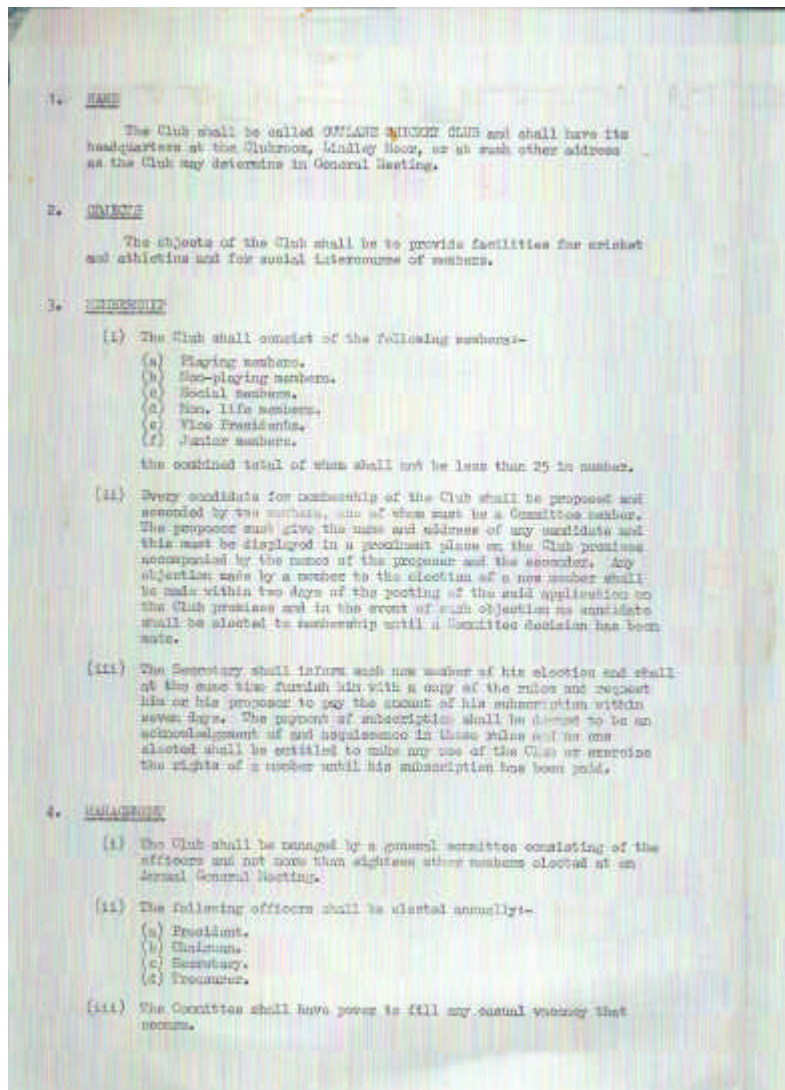 1. NAME
The Club shall be called OUTLANE CRICKET CLUB and shall have its
headquarters at the Clubroom, Lindley Moor, or at such other address
as the Club may determine in General Meeting.
2. OBJECTS
The objects of the Club shall be to provide facilities for cricket
and athletics and for social intercourse of members.
3. MEMBERSHIP
(i) The Club shall consist of the following members:-
(a) Playing members.
(b) Non-playing members.
(c) Social members.
(d) Hon. life members.
(e) Vice Presidents.
(f) Junior members.
the combined total of whom shall not be less than 25 in number.
(ii) Every candidate for membership of the Club shall be proposed and
seconded by two members, one of whom must be a Committee member.
The proposer must give the name and address of any candidate and
this must be displayed in a prominent place on the Club premises
accompanied by the names of the proposer and the seconder. Any
objection made by a member to the election of a new member shall
be made within two days of the posting of the said application on
the Club premises and in the event of such objection no candidate
shall be elected to membership until a Committee decision has been
made.
(iii) The Secretary shall inform each new member of his election and shall
at the same time furnish him with a copy of the rules and request
him or his proposer to pay the amount of his subscription within
seven days. The payment of subscription shall be deemed to be an
acknowledgment of and acquiescence in these rules and no one
elected shall be entitled to make any use of the Club or exercise
the rights of a member until his subscription has been paid.
4. MANAGEMENT
(i) The Club shall be managed by a general committee consisting of the
officers and not more than eighteen other members elected at an
Annual General Meeting.
(ii) The following officers shall be elected annually:-
(a) President.
(b) Chairman.
(c) Secretary.
(d) Treasurer.
(iii) The Committee shall have power to fill any casual vacancy that
occurs.